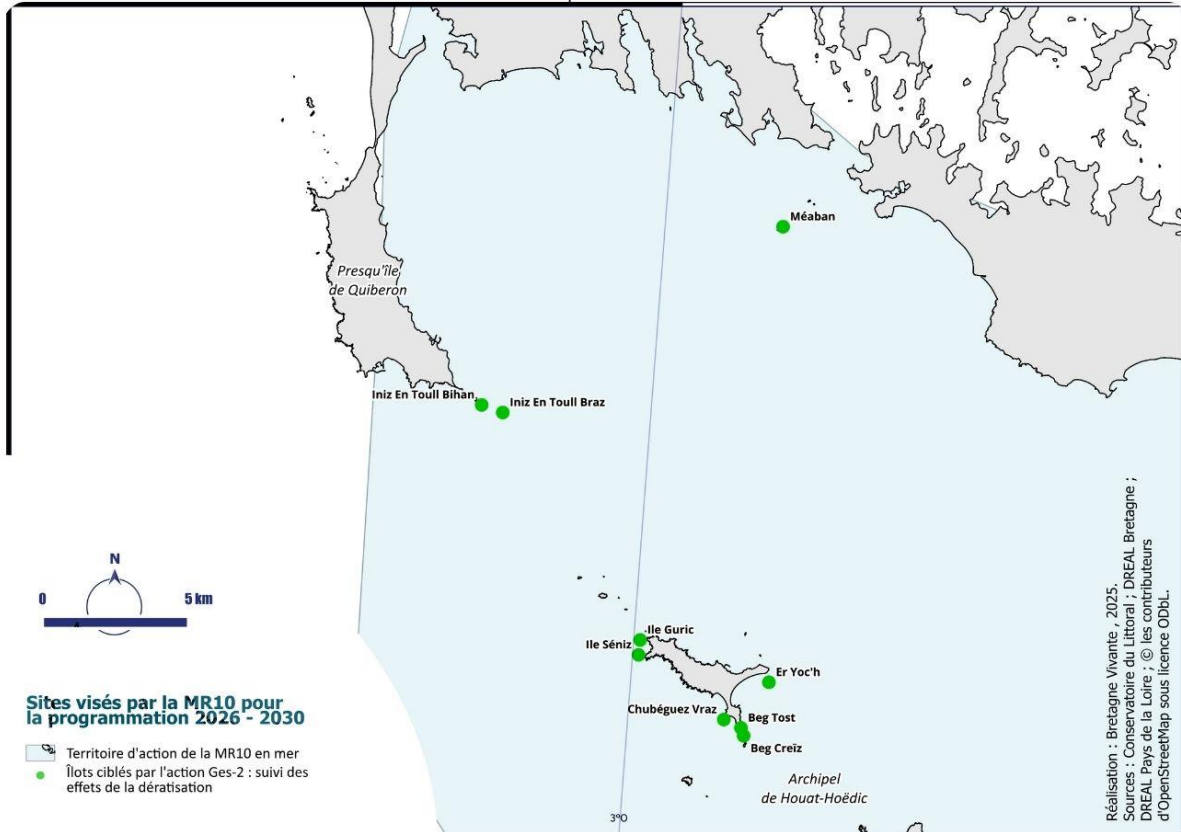 Méaban
Presqu'île
de Quiberon
Iniz En Toull Bihan
Iniz En Toull Braz
N
0 5 km
Ile Guric
Ile Séniz
Er Yoc'h
Chubéguez Vraz
Beg Tost
Beg Creïz
Archipel
de Houat-Hoëdic
3°O
Sites visés par la MR10 pour
la programmation 2026 - 2030
Territoire d'action de la MR10 en mer
Îlots ciblés par l'action Ges-2 : suivi des
effets de la dératisation
Réalisation : Bretagne Vivante , 2025.
Sources : Conservatoire du Littoral ; DREAL Bretagne ;
DREAL Pays de la Loire ; © les contributeurs
d'OpenStreetMap sous licence ODbL.